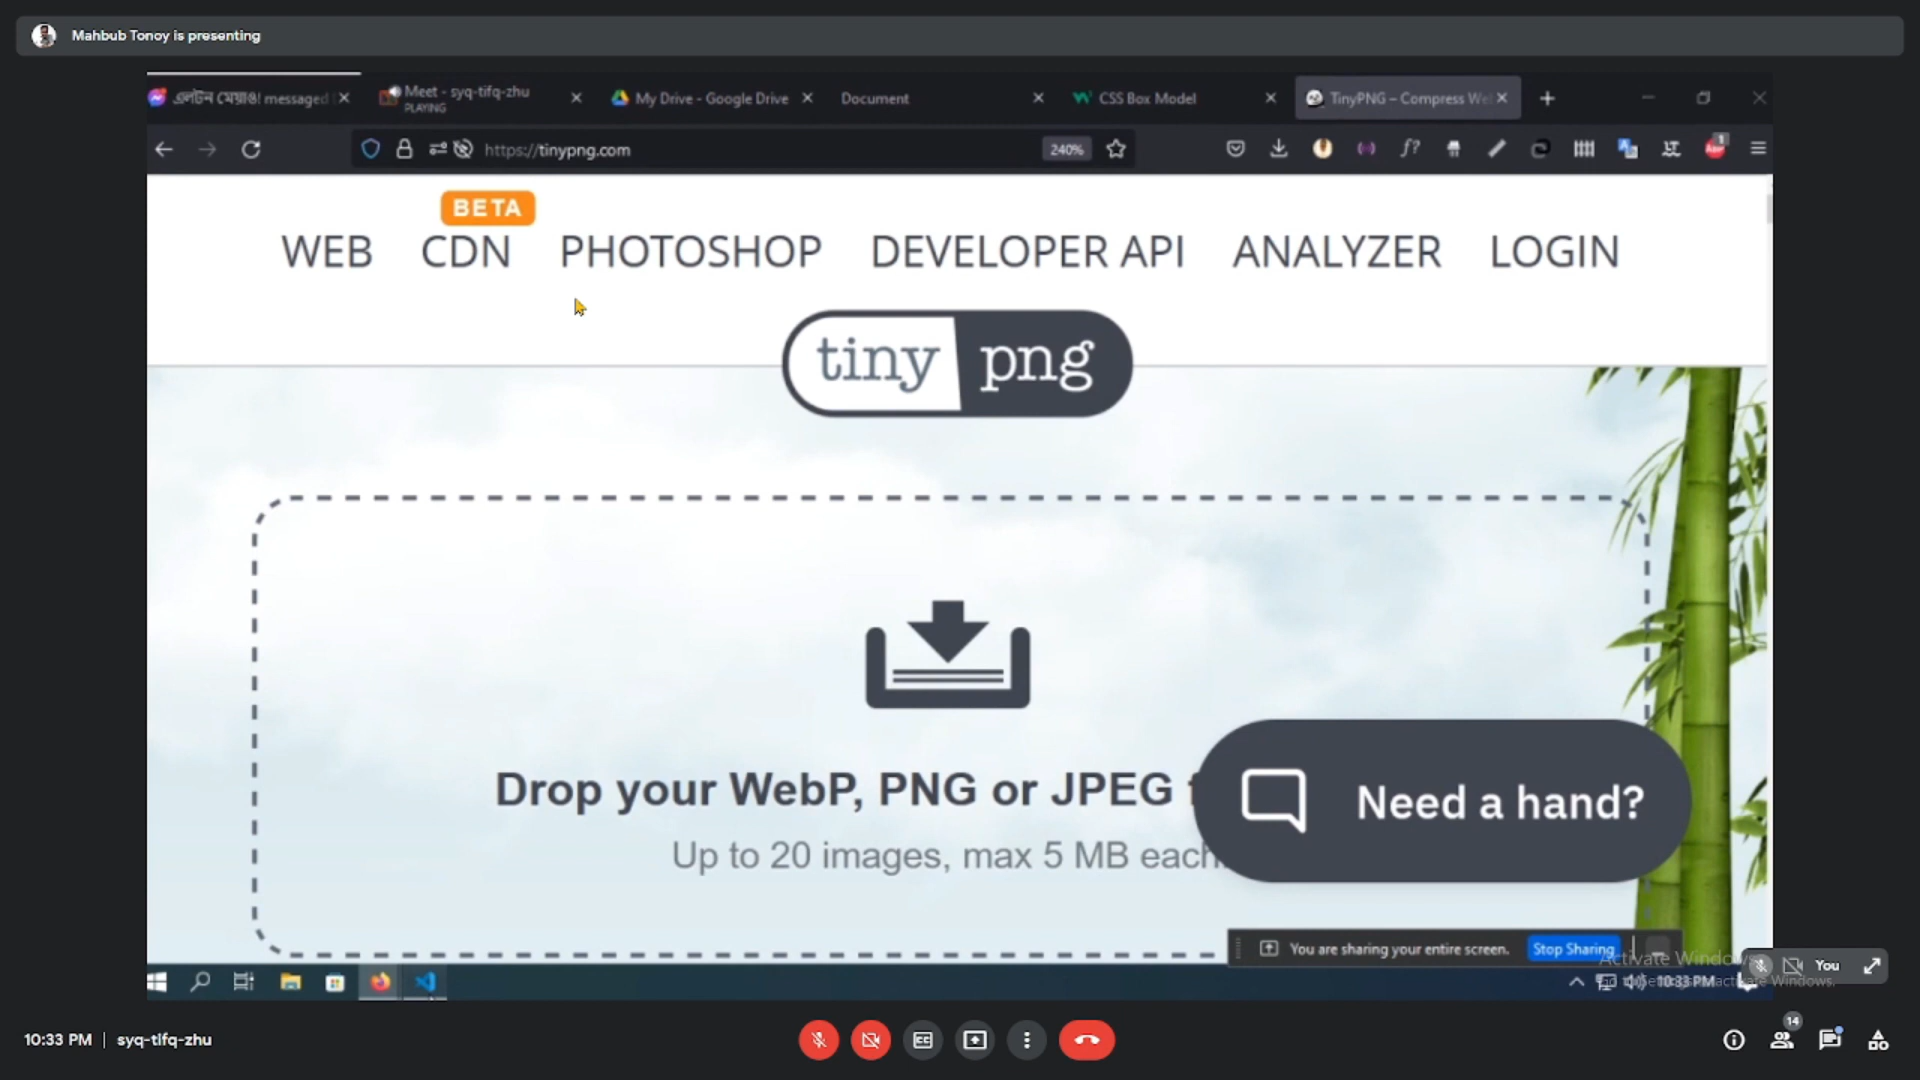 Mahbub Tonoy is presenting
এলটন মেয়াও! messaged
Meet - syq-tifq-zhu
PLAYING
My Drive - Google Drive
Document
CSS Box Model
TinyPNG – Compress We
https://tinypng.com
240%
BETA
WEB CDN PHOTOSHOP DEVELOPER API ANALYZER LOGIN
tiny png
Drop your WebP, PNG or JPEG f
Need a hand?
Up to 20 images, max 5 MB each.
You are sharing your entire screen. Stop Sharing
Activate Windows
You
10:33 PM
10:33 PM | syq-tifq-zhu
14